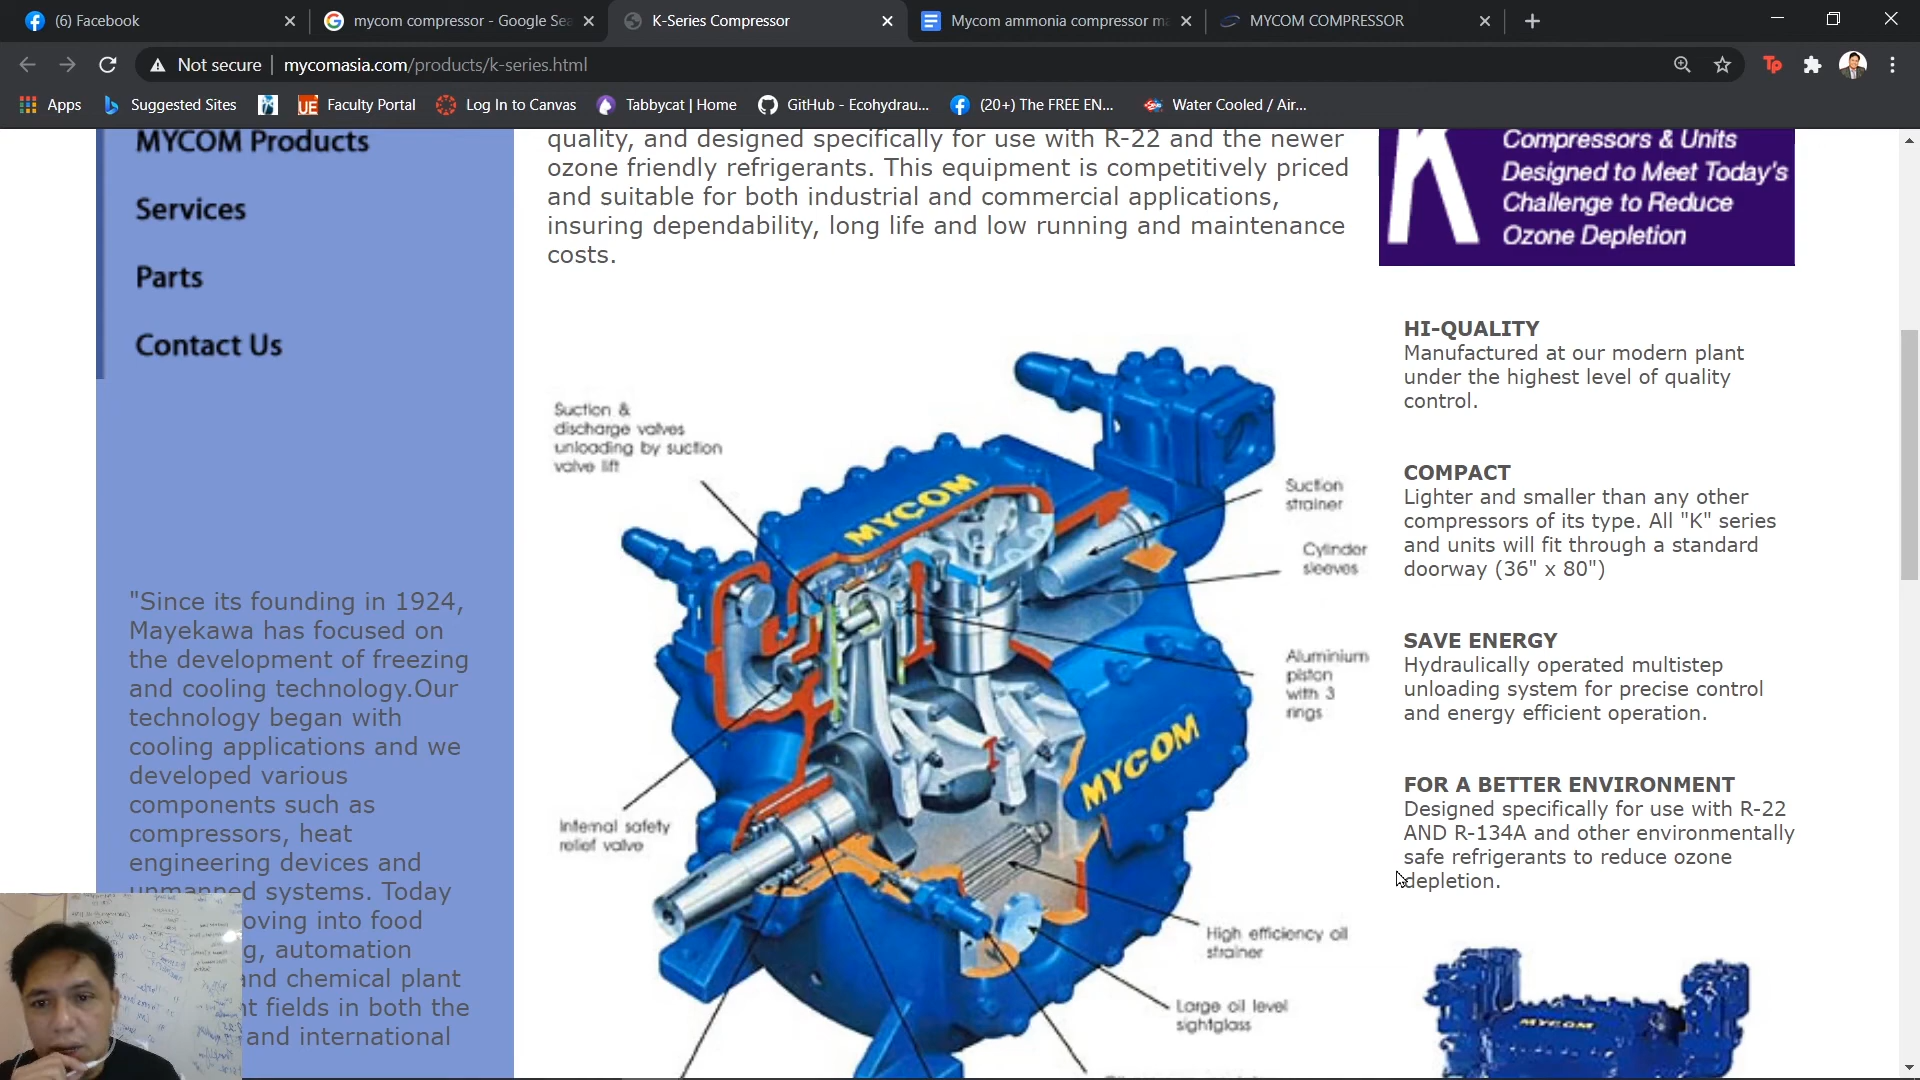 (6) Facebook
mycom compressor - Google Sea
K-Series Compressor
Mycom ammonia compressor ma
MYCOM COMPRESSOR
Not secure
mycomasia.com/products/k-series.html
Tp
Apps
Suggested Sites
UE
Faculty Portal
Log In to Canvas
Tabbycat | Home
GitHub - Ecohydrau...
(20+) The FREE EN...
Water Cooled / Air...
MYCOM Products
Services
Parts
Contact Us
"Since its founding in 1924,
Mayekawa has focused on
the development of freezing
and cooling technology.Our
technology began with
cooling applications and we
developed various
components such as
compressors, heat
engineering devices and
unmanned systems. Today
oving into food
g, automation
and chemical plant
t fields in both the
and international
quality, and designed specifically for use with R-22 and the newer
ozone friendly refrigerants. This equipment is competitively priced
and suitable for both industrial and commercial applications,
insuring dependability, long life and low running and maintenance
costs.
Suction &
discharge valves
unloading by suction
valve lift
MYCOM
Suction
strainer
Cylinder
sleeves
Aluminium
piston
with 3
rings
MYCOM
Internal safety
relief valve
High efficiency oil
strainer
Large oil level
sightglass
K
Compressors & Units
Designed to Meet Today's
Challenge to Reduce
Ozone Depletion
HI-QUALITY
Manufactured at our modern plant
under the highest level of quality
control.
COMPACT
Lighter and smaller than any other
compressors of its type. All "K" series
and units will fit through a standard
doorway (36" x 80")
SAVE ENERGY
Hydraulically operated multistep
unloading system for precise control
and energy efficient operation.
FOR A BETTER ENVIRONMENT
Designed specifically for use with R-22
AND R-134A and other environmentally
safe refrigerants to reduce ozone
depletion.
MYCOM